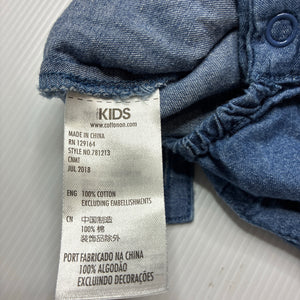 KIDS
www.cottonon.com
MADE IN CHINA
RN 129164
STYLE NO.781213
CNMT
JUL 2018
ENG 100% COTTON
EXCLUDING EMBELLISHMENTS
CN 中国制造
100% 棉
装饰品除外
PORT FABRICADO NA CHINA
100% ALGODÃO
EXCLUINDO DECORAÇÕES